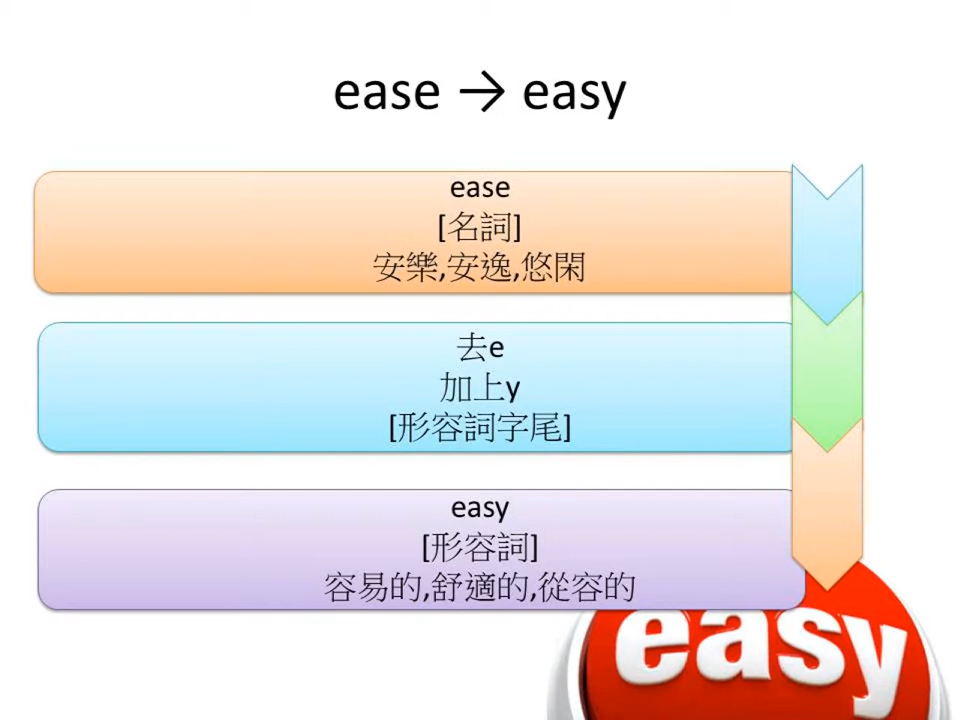 ease → easy
ease
[名詞]
安樂,安逸,悠閑
去e
加上y
[形容詞字尾]
easy
[形容詞]
容易的,舒適的,從容的
easy